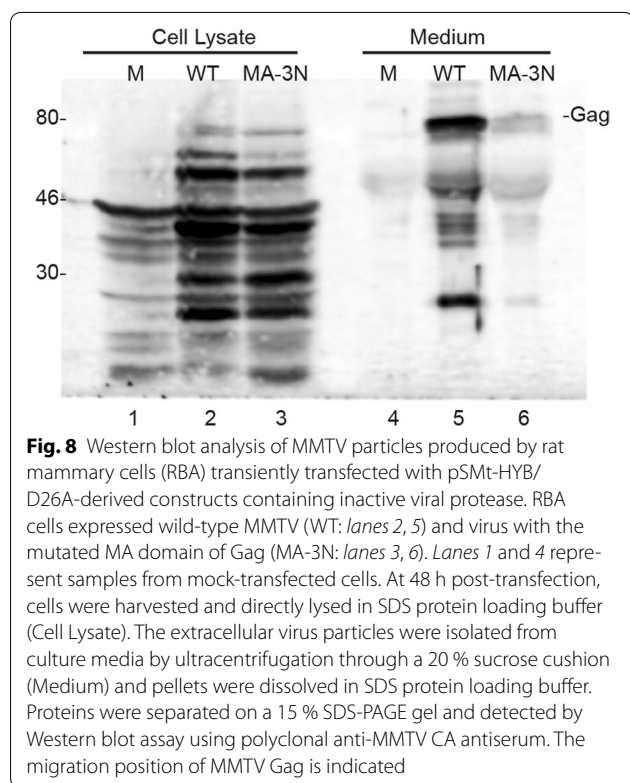 Cell Lysate Medium
M WT MA-3N M WT MA-3N
80- -Gag
46-
30-
1 2 3 4 5 6
Fig. 8 Western blot analysis of MMTV particles produced by rat
mammary cells (RBA) transiently transfected with pSMt-HYB/
D26A-derived constructs containing inactive viral protease. RBA
cells expressed wild-type MMTV (WT: lanes 2, 5) and virus with the
mutated MA domain of Gag (MA-3N: lanes 3, 6). Lanes 1 and 4 repre-
sent samples from mock-transfected cells. At 48 h post-transfection,
cells were harvested and directly lysed in SDS protein loading buffer
(Cell Lysate). The extracellular virus particles were isolated from
culture media by ultracentrifugation through a 20 % sucrose cushion
(Medium) and pellets were dissolved in SDS protein loading buffer.
Proteins were separated on a 15 % SDS-PAGE gel and detected by
Western blot assay using polyclonal anti-MMTV CA antiserum. The
migration position of MMTV Gag is indicated